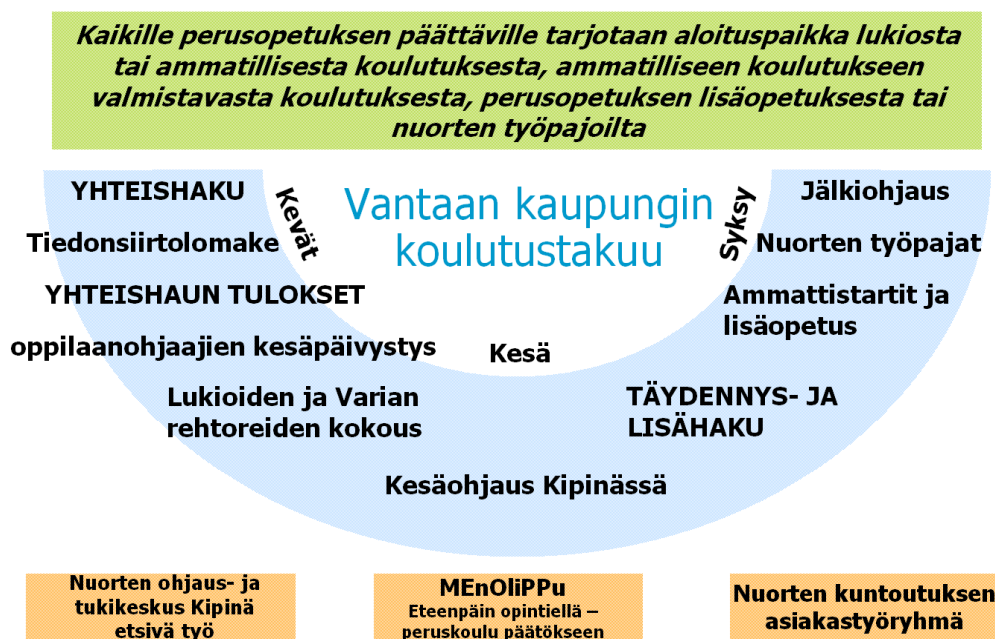 Kaikille perusopetuksen päättäville tarjotaan aloituspaikka lukiosta
tai ammatillisesta koulutuksesta, ammatilliseen koulutukseen
valmistavasta koulutuksesta, perusopetuksen lisäopetuksesta tai
nuorten työpajoilta
Vantaan kaupungin
koulutustakuu
Kevät
Kesä
Syksy
YHTEISHAKU
Tiedonsiirtolomake
YHTEISHAUN TULOKSET
oppilaanohjaajien kesäpäivystys
Lukioiden ja Varian
rehtoreiden kokous
Kesäohjaus Kipinässä
TÄYDENNYS- JA
LISÄHAKU
Ammattistartit ja
lisäopetus
Nuorten työpajat
Jälkiohjaus
Nuorten ohjaus- ja
tukikeskus Kipinä
etsivä työ
MEnOliPPu
Eteenpäin opintiellä –
peruskoulu päätökseen
Nuorten kuntoutuksen
asiakastyöryhmä